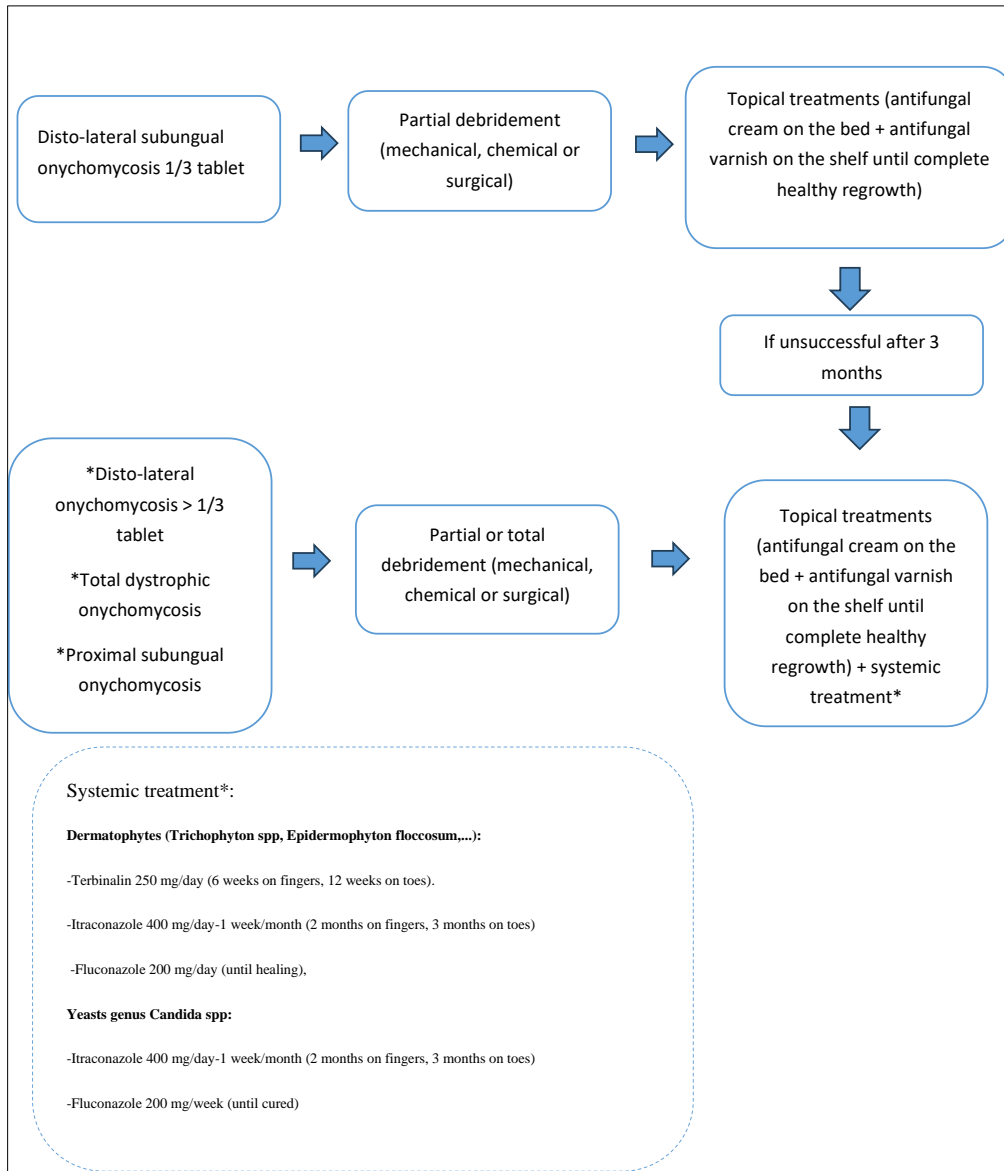 Disto-lateral subungual
onychomycosis 1/3 tablet
Partial debridement
(mechanical, chemical or
surgical)
Topical treatments (antifungal
cream on the bed + antifungal
varnish on the shelf until complete
healthy regrowth)
If unsuccessful after 3
months
*Disto-lateral
onychomycosis > 1/3
tablet
*Total dystrophic
onychomycosis
*Proximal subungual
onychomycosis
Partial or total
debridement (mechanical,
chemical or surgical)
Topical treatments
(antifungal cream on the
bed + antifungal varnish
on the shelf until
complete healthy
regrowth) + systemic
treatment*
Systemic treatment*:
Dermatophytes (Trichophyton spp, Epidermophyton floccosum,...):
-Terbinalin 250 mg/day (6 weeks on fingers, 12 weeks on toes).
-Itraconazole 400 mg/day-1 week/month (2 months on fingers, 3 months on toes)
-Fluconazole 200 mg/day (until healing),
Yeasts genus Candida spp:
-Itraconazole 400 mg/day-1 week/month (2 months on fingers, 3 months on toes)
-Fluconazole 200 mg/week (until cured)